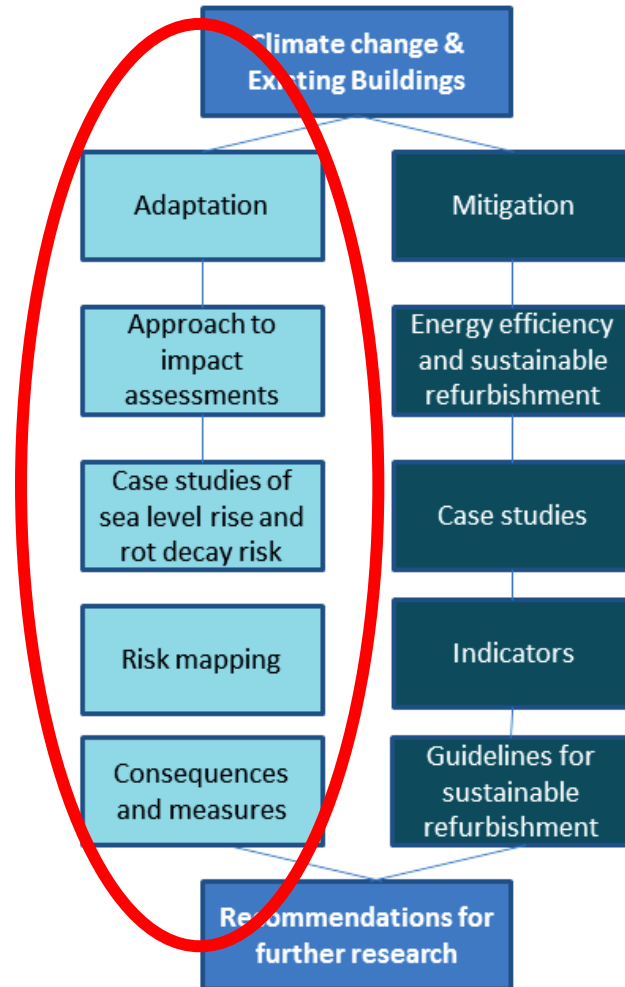 Climate change &
Existing Buildings
Adaptation
Approach to
impact
assessments
Case studies of
sea level rise and
rot decay risk
Risk mapping
Consequences
and measures
Mitigation
Energy efficiency
and sustainable
refurbishment
Case studies
Indicators
Guidelines for
sustainable
refurbishment
Recommendations for
further research